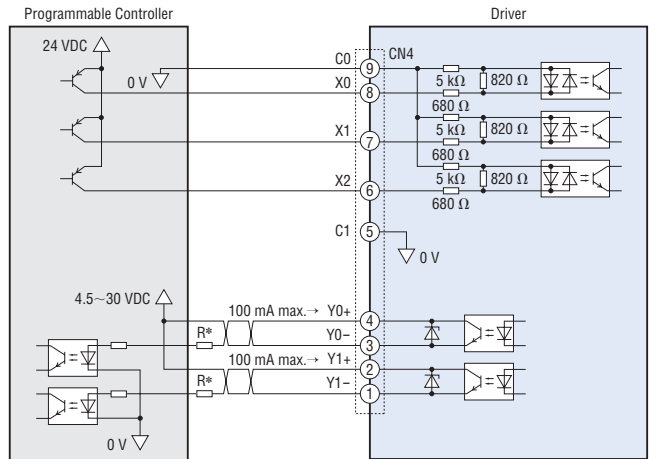 Programmable Controller
Driver
24 VDC
0 V
C0
9
CN4
5 kΩ
820 Ω
X0
8
680 Ω
5 kΩ
820 Ω
X1
7
680 Ω
5 kΩ
820 Ω
X2
6
680 Ω
C1
5
0 V
4.5~30 VDC
100 mA max.→
Y0+
4
R*
Y0−
3
100 mA max.→
Y1+
2
R*
Y1−
1
0 V